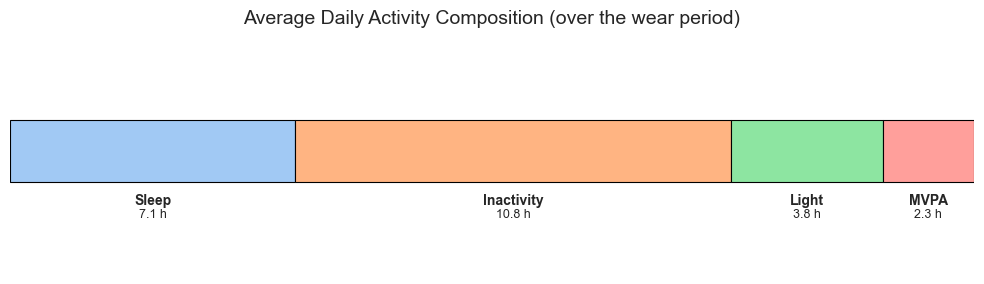 Average Daily Activity Composition (over the wear period)
Sleep
7.1 h
Inactivity
10.8 h
Light
3.8 h
MVPA
2.3 h